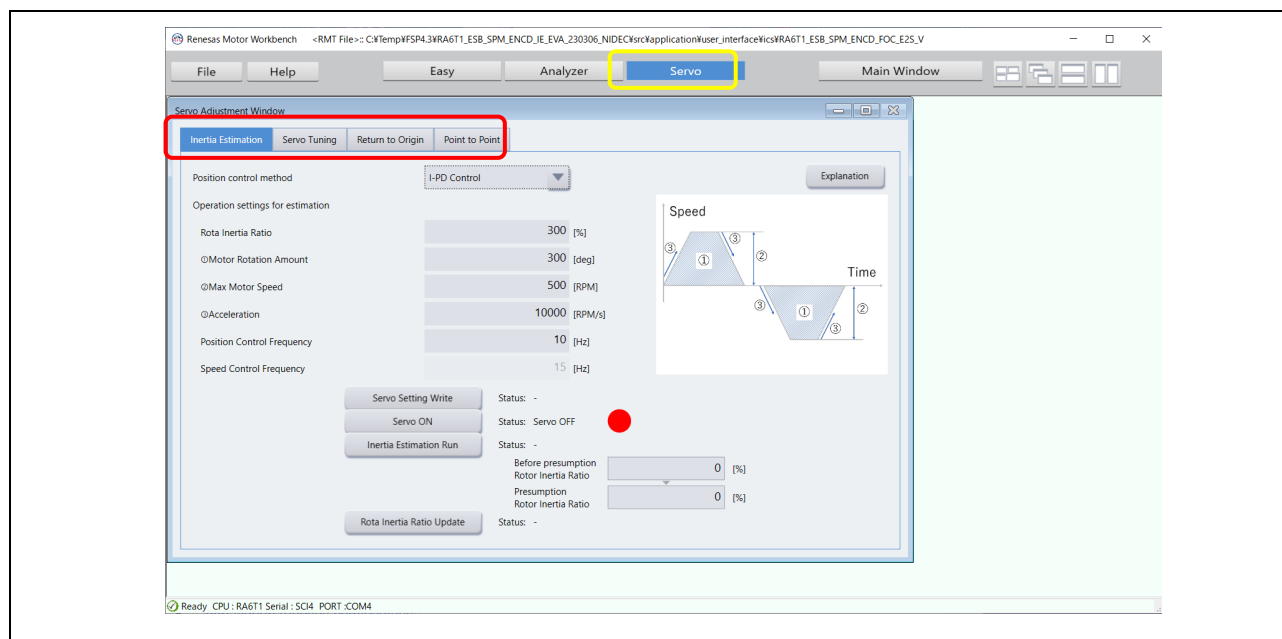 Renesas Motor Workbench <RMT File>:: C:¥Temp¥FSP4.3¥RA6T1_ESB_SPM_ENCD_IE_EVA_230306_NIDEC¥src¥application¥user_interface¥ics¥RA6T1_ESB_SPM_ENCD_FOC_E2S_V
File Help Easy Analyzer Servo Main Window
Servo Adjustment Window
Inertia Estimation Servo Tuning Return to Origin Point to Point
Position control method I-PD Control Explanation
Operation settings for estimation
Rota Inertia Ratio 300 [%]
①Motor Rotation Amount 300 [deg]
②Max Motor Speed 500 [RPM]
③Acceleration 10000 [RPM/s]
Position Control Frequency 10 [Hz]
Speed Control Frequency 15 [Hz]
Speed
③ ① ③ ②
Time
③ ① ③ ②
Servo Setting Write Status: -
Servo ON Status: Servo OFF
Inertia Estimation Run Status: -
Before presumption
Rotor Inertia Ratio 0 [%]
Presumption
Rotor Inertia Ratio 0 [%]
Rota Inertia Ratio Update Status: -
Ready CPU : RA6T1 Serial : SCI4 PORT :COM4